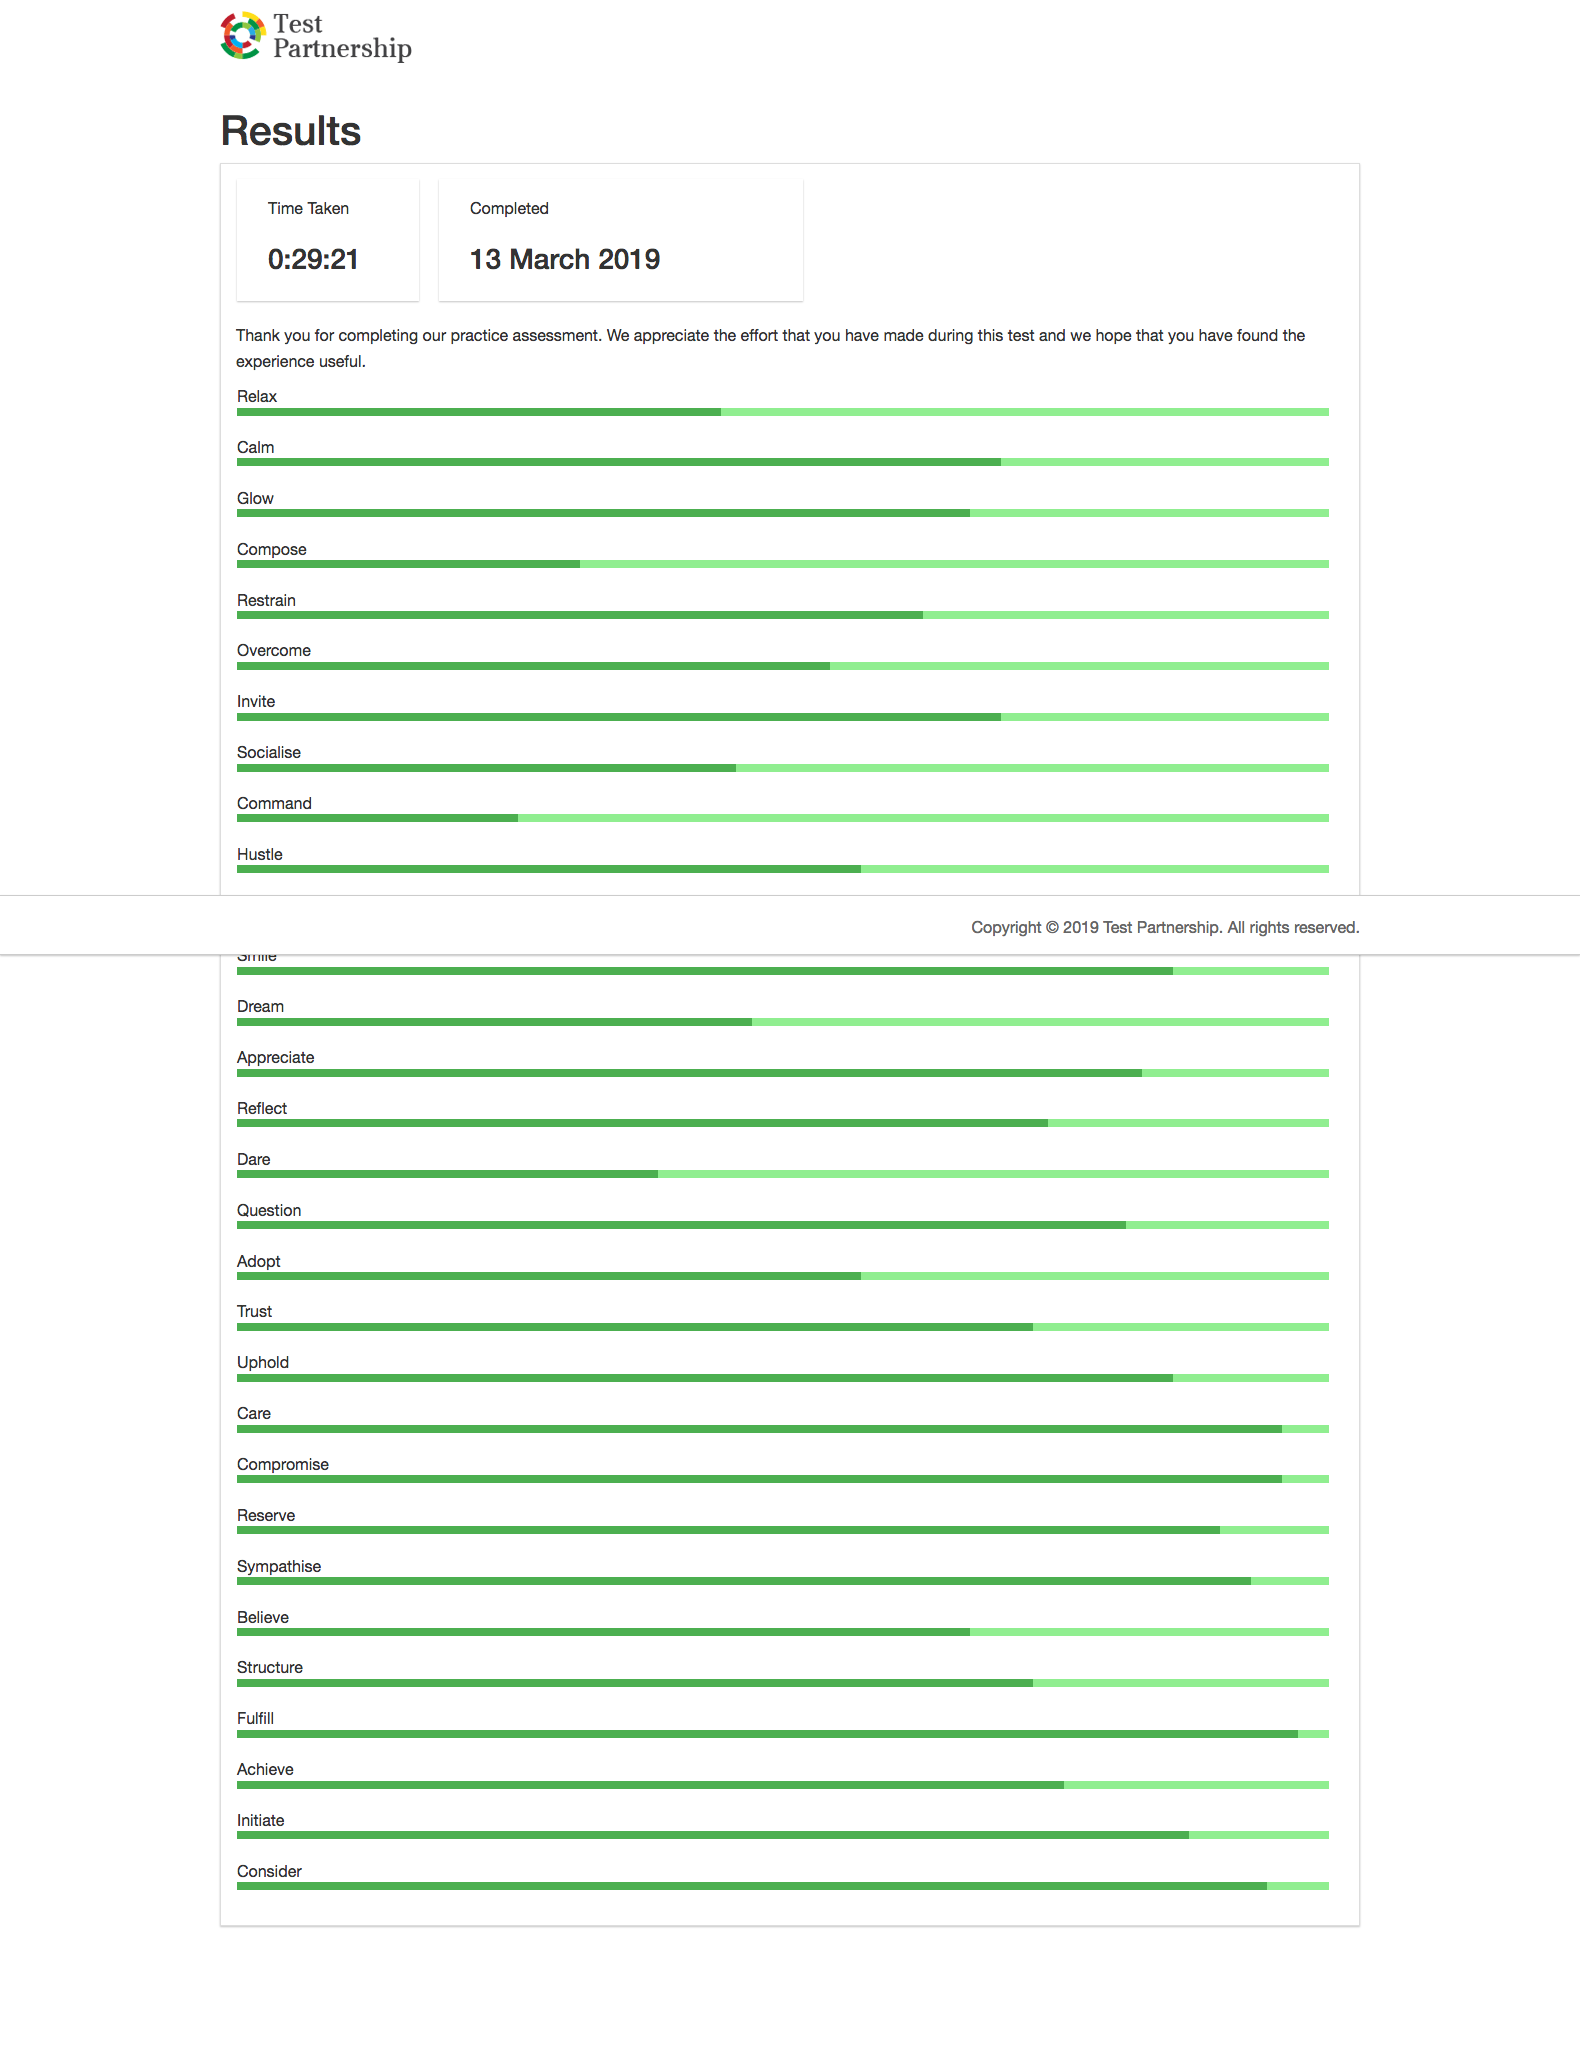 Test
Partnership
Results
Time Taken
Completed
0:29:21
13 March 2019
Thank you for completing our practice assessment. We appreciate the effort that you have made during this test and we hope that you have found the
experience useful.
Relax
Calm
Glow
Compose
Restrain
Overcome
Invite
Socialise
Command
Hustle
Copyright © 2019 Test Partnership. All rights reserved.
Smile
Dream
Appreciate
Reflect
Dare
Question
Adopt
Trust
Uphold
Care
Compromise
Reserve
Sympathise
Believe
Structure
Fulfill
Achieve
Initiate
Consider